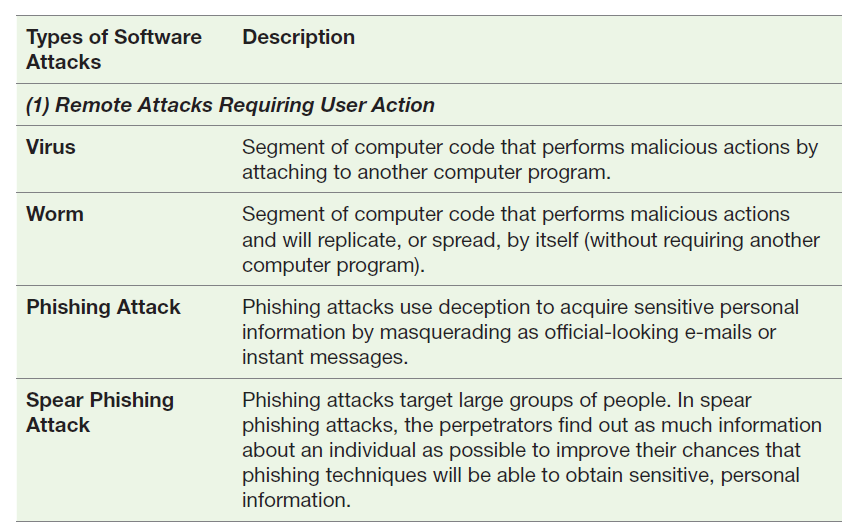 Types of Software Attacks
Description
(1) Remote Attacks Requiring User Action
Virus
Segment of computer code that performs malicious actions by
attaching to another computer program.
Worm
Segment of computer code that performs malicious actions
and will replicate, or spread, by itself (without requiring another
computer program).
Phishing Attack
Phishing attacks use deception to acquire sensitive personal
information by masquerading as official-looking e-mails or
instant messages.
Spear Phishing
Attack
Phishing attacks target large groups of people. In spear
phishing attacks, the perpetrators find out as much information
about an individual as possible to improve their chances that
phishing techniques will be able to obtain sensitive, personal
information.